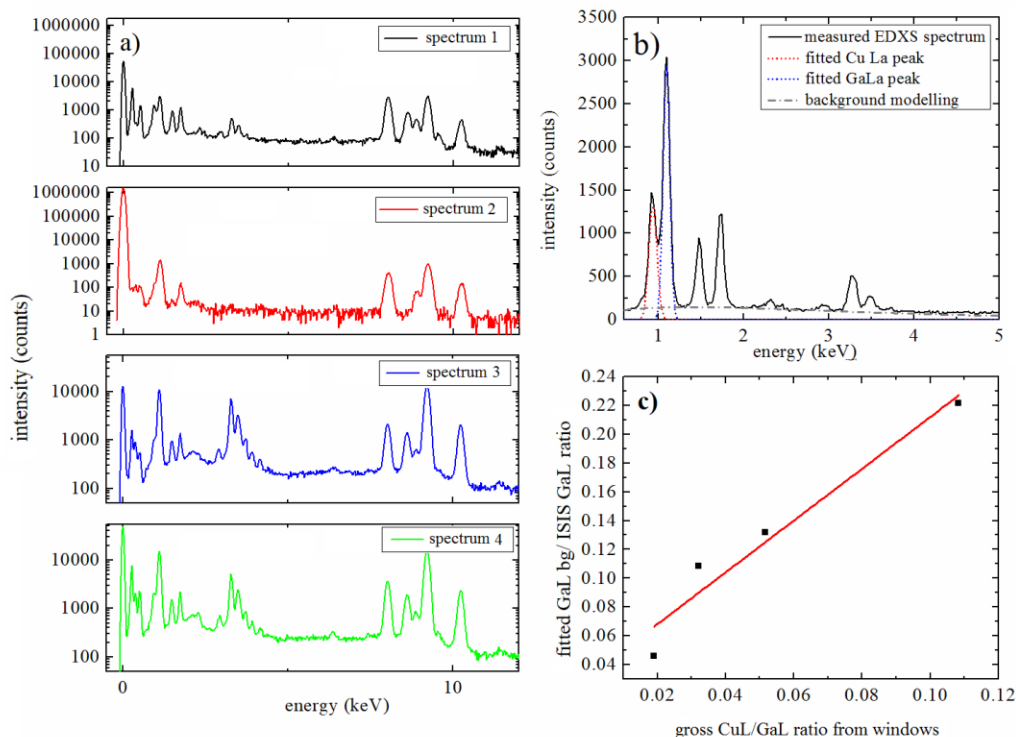 a)
spectrum 1
1000000
100000
10000
1000
100
10
spectrum 2
1000000
100000
10000
1000
100
10
1
spectrum 3
10000
1000
100
spectrum 4
10000
1000
100
0 10
energy (keV)
intensity (counts)
b)
measured EDXS spectrum
fitted Cu La peak
fitted GaLa peak
background modelling
3500
3000
2500
2000
1500
1000
500
0
1 2 3 4 5
energy (keV)
intensity (counts)
c)
0.24
0.22
0.20
0.18
0.16
0.14
0.12
0.10
0.08
0.06
0.04
0.02 0.04 0.06 0.08 0.10 0.12
fitted GaL bg/ ISIS GaL ratio
gross CuL/GaL ratio from windows